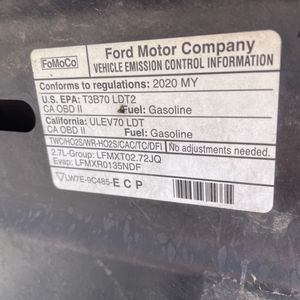 FoMoCo
Ford Motor Company
VEHICLE EMISSION CONTROL INFORMATION
Conforms to regulations: 2020 MY
U.S. EPA: T3B70 LDT2
CA OBD II Fuel: Gasoline
California: ULEV70 LDT
CA OBD II Fuel: Gasoline
TWC/HO2S/WR-HO2S/CAC/TC/DFI No adjustments needed.
2.7L-Group: LFMXT02.72JQ
Evap: LFMXR0135NDF
LW7E-9C485-E C P